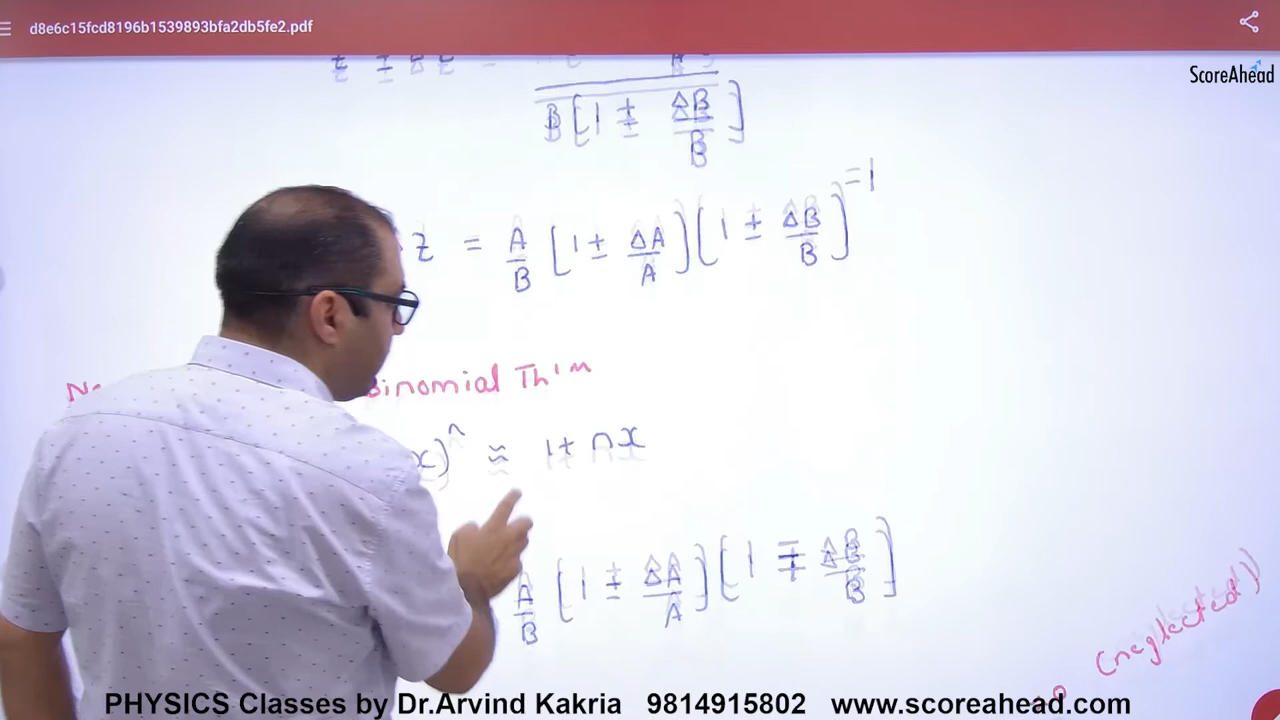 d8e6c15fcd8196b1539893bfa2db5fe2.pdf
ScoreAhead
B[1 ± ΔB/B]
z = A/B [1 ± ΔA/A][1 ± ΔB/B]^=1
Binomial Th'm
x)^n ≈ 1+ nx
A/B [1 ± ΔA/A][1 ∓ ΔB/B]
(neglected)
PHYSICS Classes by Dr.Arvind Kakria 9814915802 www.scoreahead.com